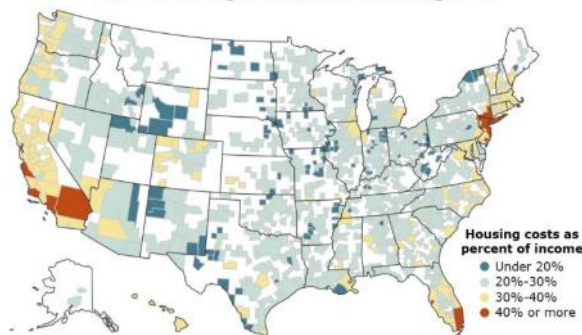 Housing costs as
percent of income
Under 20%
20%-30%
30%-40%
40% or more